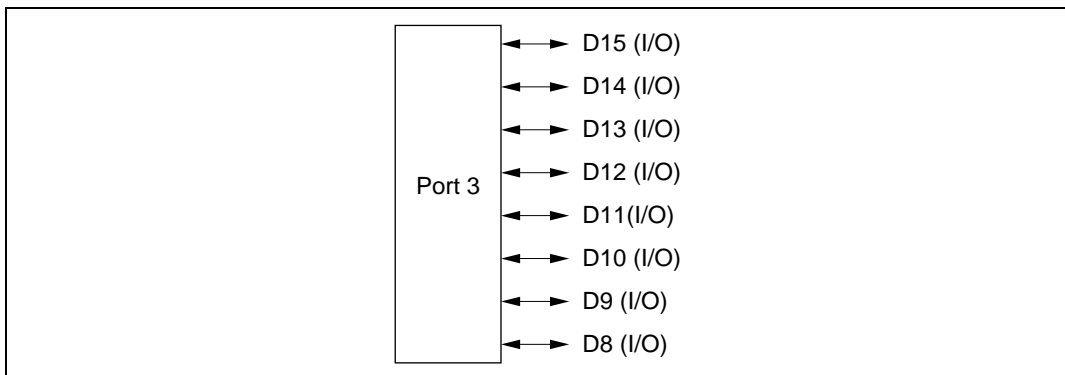 D15 (I/O)
D14 (I/O)
D13 (I/O)
D12 (I/O)
Port 3
D11(I/O)
D10 (I/O)
D9 (I/O)
D8 (I/O)